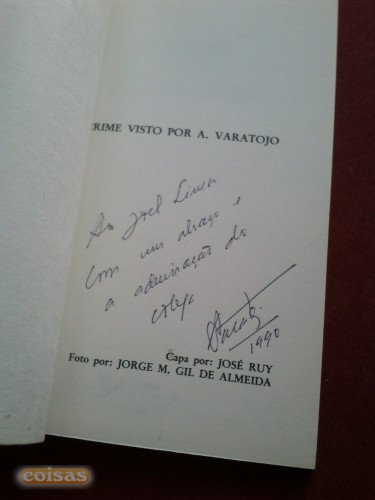 CRIME VISTO POR A. VARATOJO
Ao Joel Lima
com um abraço e
a admiração do
colega
1990
Capa por: JOSÉ RUY
Foto por: JORGE M. GIL DE ALMEIDA
coisas